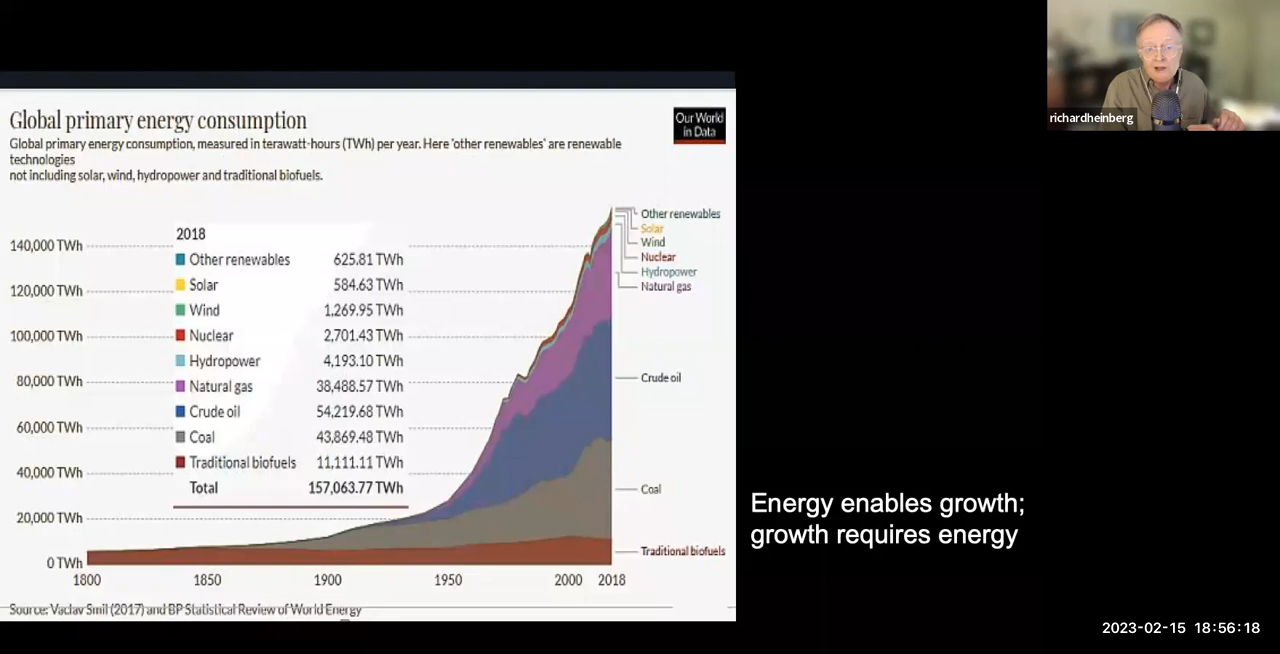 richardheinberg
Global primary energy consumption
Our World
in Data
Global primary energy consumption, measured in terawatt-hours (TWh) per year. Here 'other renewables' are renewable
technologies
not including solar, wind, hydropower and traditional biofuels.
140,000 TWh
120,000 TWh
100,000 TWh
80,000 TWh
60,000 TWh
40,000 TWh
20,000 TWh
0 TWh
2018
Other renewables 625.81 TWh
Solar 584.63 TWh
Wind 1,269.95 TWh
Nuclear 2,701.43 TWh
Hydropower 4,193.10 TWh
Natural gas 38,488.57 TWh
Crude oil 54,219.68 TWh
Coal 43,869.48 TWh
Traditional biofuels 11,111.11 TWh
Total 157,063.77 TWh
Other renewables
Solar
Wind
Nuclear
Hydropower
Natural gas
Crude oil
Coal
Traditional biofuels
1800 1850 1900 1950 2000 2018
Source: Vaclav Smil (2017) and BP Statistical Review of World Energy
Energy enables growth;
growth requires energy
2023-02-15 18:56:18